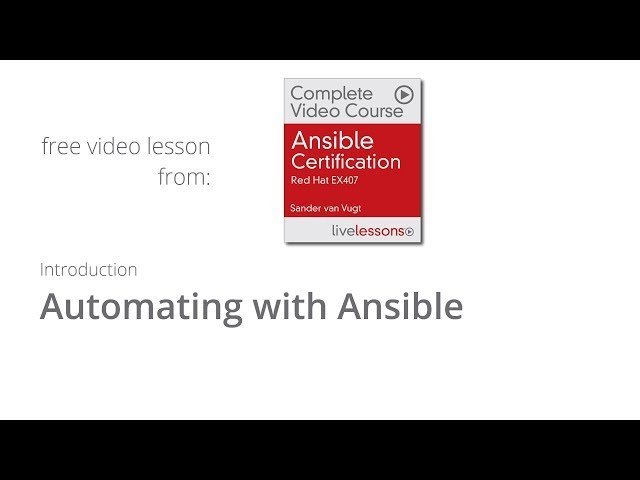 free video lesson
from:
Complete
Video Course
Ansible
Certification
Red Hat EX407
Sander van Vugt
livelessons
Introduction
Automating with Ansible